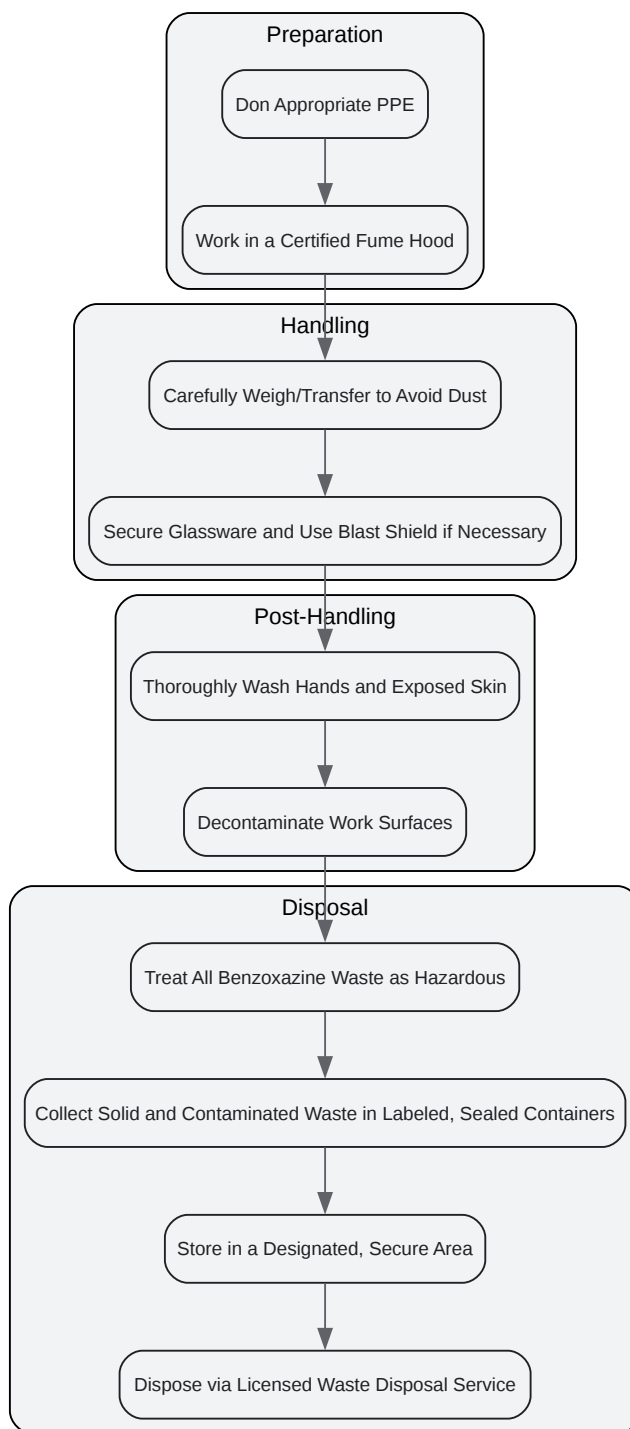 Preparation
Don Appropriate PPE
Work in a Certified Fume Hood
Handling
Carefully Weigh/Transfer to Avoid Dust
Secure Glassware and Use Blast Shield if Necessary
Post-Handling
Thoroughly Wash Hands and Exposed Skin
Decontaminate Work Surfaces
Disposal
Treat All Benzoxazine Waste as Hazardous
Collect Solid and Contaminated Waste in Labeled, Sealed Containers
Store in a Designated, Secure Area
Dispose via Licensed Waste Disposal Service